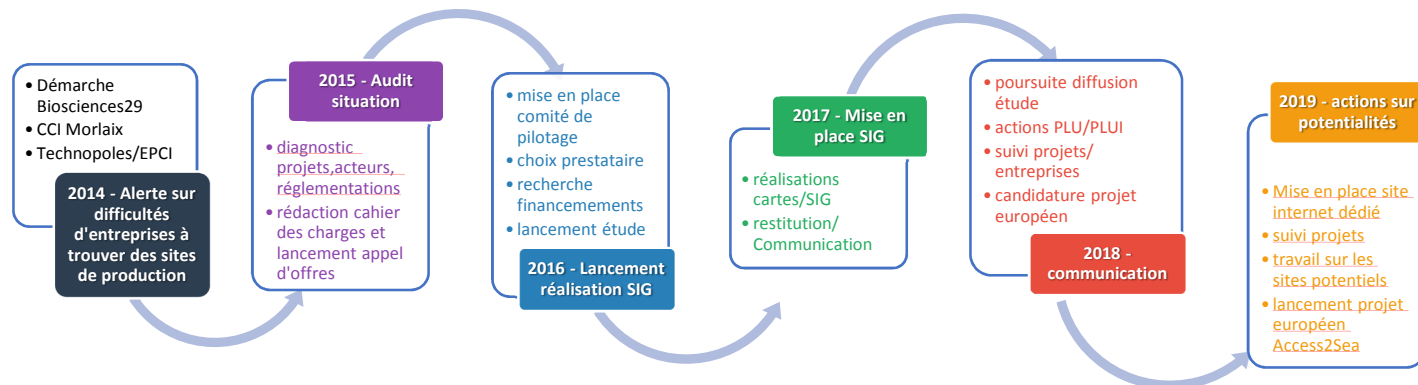 • Démarche
Biosciences29
• CCI Morlaix
• Technopoles/EPCI
2014 - Alerte sur
difficultés
d'entreprises à
trouver des sites
de production
2015 - Audit
situation
• diagnostic
projets,acteurs,
réglementations
• rédaction cahier
des charges et
lancement appel
d'offres
• mise en place
comité de
pilotage
• choix prestataire
• recherche
financemements
• lancement étude
2016 - Lancement
réalisation SIG
2017 - Mise en
place SIG
• réalisations
cartes/SIG
• restitution/
Communication
• poursuite diffusion
étude
• actions PLU/PLUI
• suivi projets/
entreprises
• candidature projet
européen
2018 -
communication
2019 - actions sur
potentialités
• Mise en place site
internet dédié
• suivi projets
• travail sur les
sites potentiels
• lancement projet
européen
Access2Sea